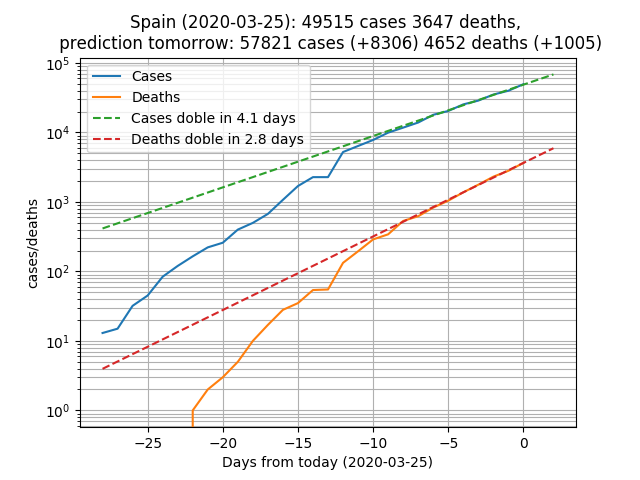 Spain (2020-03-25): 49515 cases 3647 deaths,
prediction tomorrow: 57821 cases (+8306) 4652 deaths (+1005)
10^5
10^4
10^3
10^2
10^1
10^0
cases/deaths
Cases
Deaths
Cases doble in 4.1 days
Deaths doble in 2.8 days
−25 −20 −15 −10 −5 0
Days from today (2020-03-25)